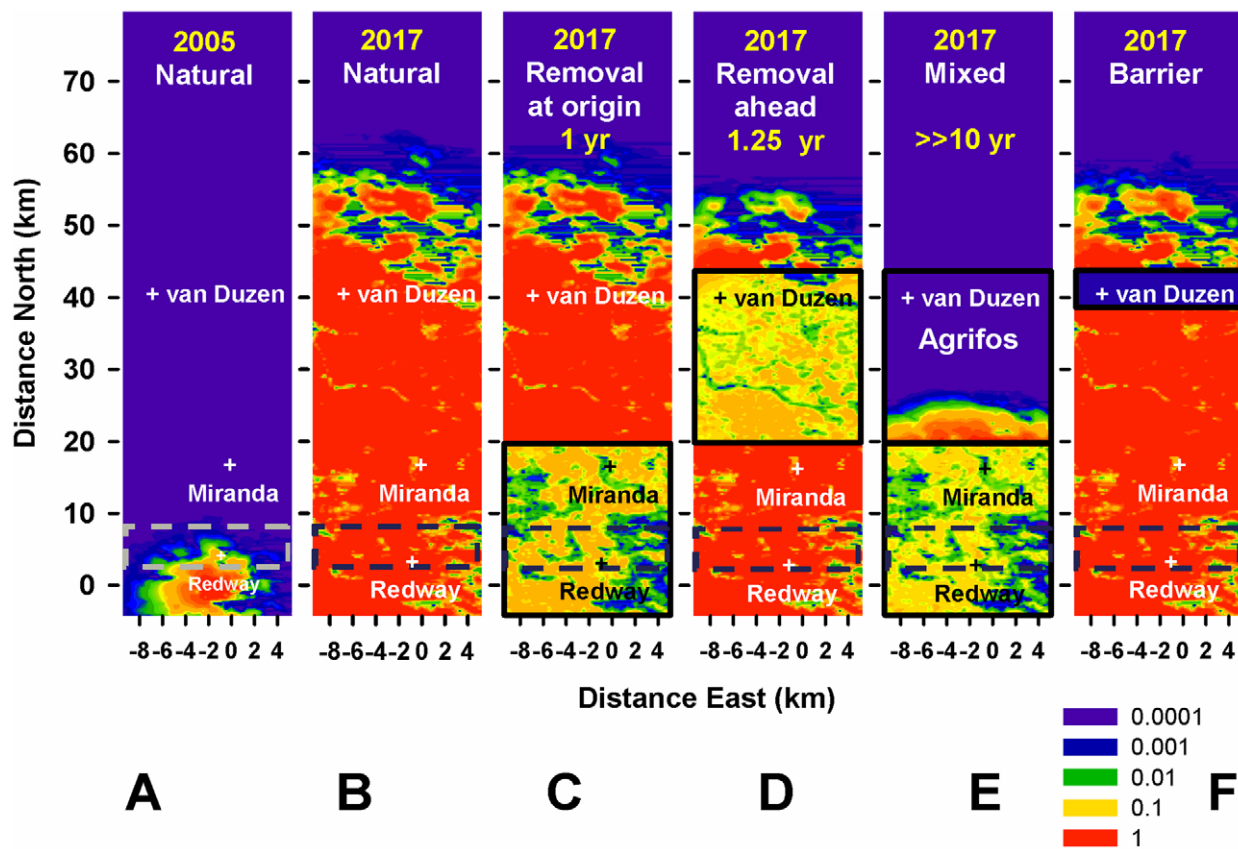 2005
Natural
2017
Natural
2017
Removal
at origin
1 yr
2017
Removal
ahead
1.25 yr
2017
Mixed
>>10 yr
2017
Barrier
Distance North (km)
70
60
50
40
30
20
10
0
+ van Duzen
+
Miranda
+
Redway
+ van Duzen
+
Miranda
+
Redway
+ van Duzen
+
Miranda
+
Redway
+ van Duzen
+
Miranda
+
Redway
+ van Duzen
Agrifos
+
Miranda
+
Redway
+ van Duzen
+
Miranda
+
Redway
-8 -6 -4 -2 0 2 4
-8 -6 -4 -2 0 2 4
-8 -6 -4 -2 0 2 4
-8 -6 -4 -2 0 2 4
-8 -6 -4 -2 0 2 4
-8 -6 -4 -2 0 2 4
Distance East (km)
0.0001
0.001
0.01
0.1
1
A B C D E F